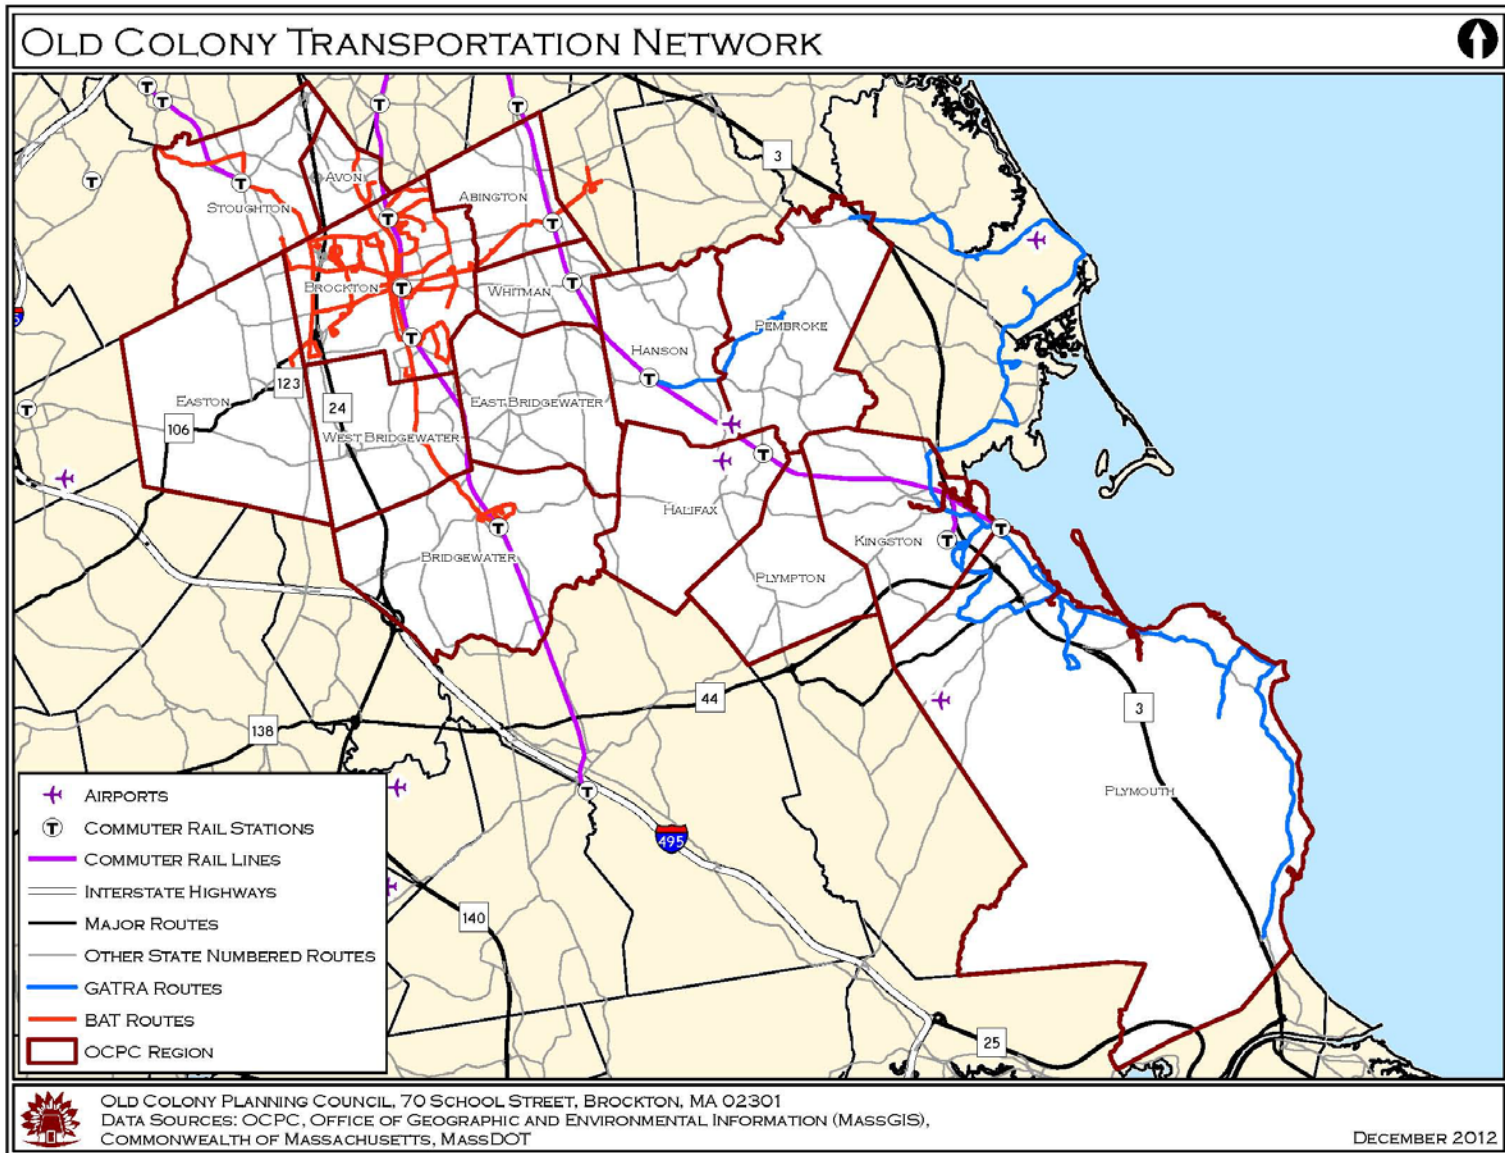 OLD COLONY TRANSPORTATION NETWORK
3
AVON
STOUGHTON
ABINGTON
BROCKTON
WHITMAN
PEMBROKE
HANSON
123
EASTON
24
EAST BRIDGEWATER
106
WEST BRIDGEWATER
HALIFAX
KINGSTON
BRIDGEWATER
PLYMPTON
44
3
138
PLYMOUTH
495
140
25
AIRPORTS
T COMMUTER RAIL STATIONS
COMMUTER RAIL LINES
INTERSTATE HIGHWAYS
MAJOR ROUTES
OTHER STATE NUMBERED ROUTES
GATRA ROUTES
BAT ROUTES
OCPC REGION
OLD COLONY PLANNING COUNCIL, 70 SCHOOL STREET, BROCKTON, MA 02301
DATA SOURCES: OCPC, OFFICE OF GEOGRAPHIC AND ENVIRONMENTAL INFORMATION (MASSGIS),
COMMONWEALTH OF MASSACHUSETTS, MASSDOT
DECEMBER 2012